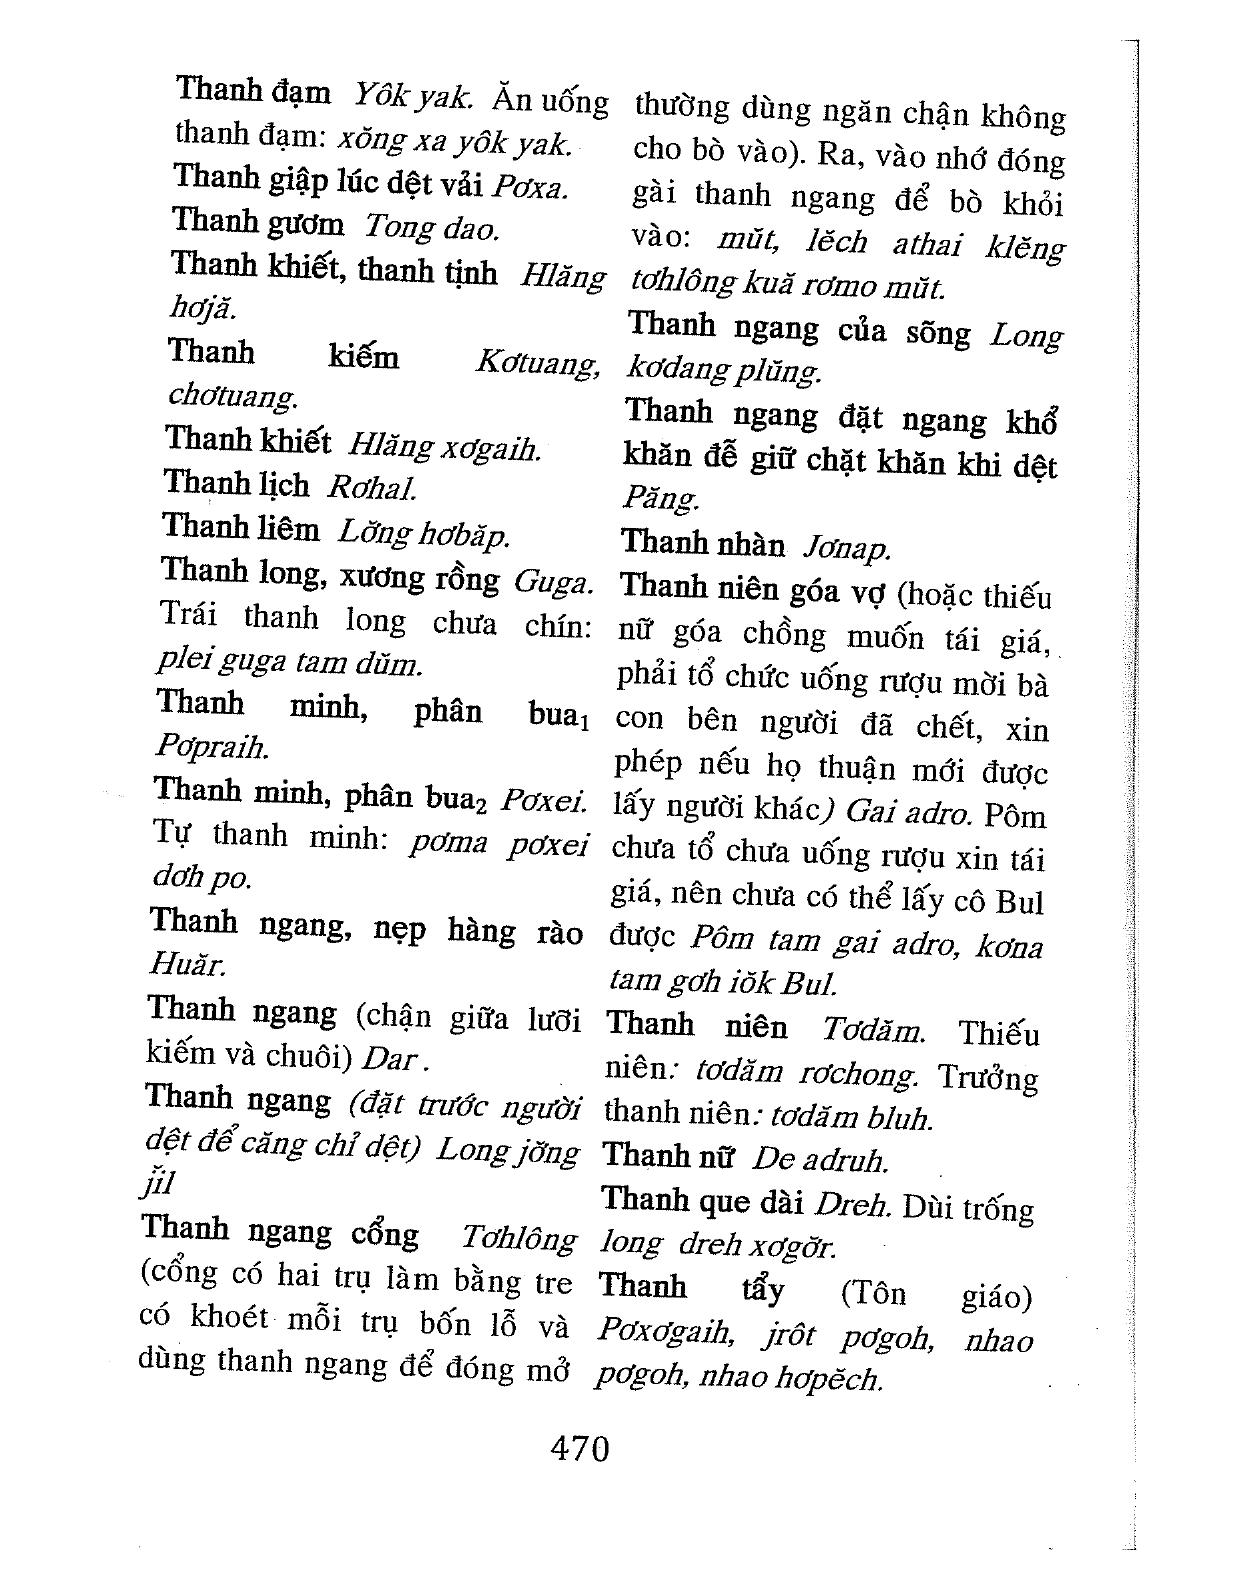 Thanh đạm Yôk yak. Ăn uống
thanh đạm: xŏng xa yôk yak.
Thanh giập lúc dệt vải Pơxa.
Thanh gươm Tong dao.
Thanh khiết, thanh tịnh Hlăng
hơjă.
Thanh kiếm Kơtuang,
chơtuang.
Thanh khiết Hlăng xơgaih.
Thanh lịch Rơhal.
Thanh liêm Lơ̆ng hơbăp.
Thanh long, xương rồng Guga.
Trái thanh long chưa chín:
plei guga tam dŭm.
Thanh minh, phân bua₁
Pơpraih.
Thanh minh, phân bua₂ Pơxei.
Tự thanh minh: pơma pơxei
dơh po.
Thanh ngang, nẹp hàng rào
Huăr.
Thanh ngang (chận giữa lưỡi
kiếm và chuôi) Dar .
Thanh ngang (đặt trước người
dệt để căng chỉ dệt) Long jơ̆ng
jĭl
Thanh ngang cổng Tơhlông
(cổng có hai trụ làm bằng tre
có khoét mỗi trụ bốn lỗ và
dùng thanh ngang để đóng mở
thường dùng ngăn chận không
cho bò vào). Ra, vào nhớ đóng
gài thanh ngang để bò khỏi
vào: mŭt, lĕch athai klĕng
tơhlông kuă rơmo mŭt.
Thanh ngang của sõng Long
kơdang plŭng.
Thanh ngang đặt ngang khổ
khăn đễ giữ chặt khăn khi dệt
Păng.
Thanh nhàn Jơnap.
Thanh niên góa vợ (hoặc thiếu
nữ góa chồng muốn tái giá,
phải tổ chức uống rượu mời bà
con bên người đã chết, xin
phép nếu họ thuận mới được
lấy người khác) Gai adro. Pôm
chưa tổ chưa uống rượu xin tái
giá, nên chưa có thể lấy cô Bul
được Pôm tam gai adro, kơna
tam gơh iŏk Bul.
Thanh niên Tơdăm. Thiếu
niên: tơdăm rơchong. Trưởng
thanh niên: tơdăm bluh.
Thanh nữ De adruh.
Thanh que dài Dreh. Dùi trống
long dreh xơgơ̆r.
Thanh tẩy (Tôn giáo)
Pơxơgaih, jrôt pơgoh, nhao
pơgoh, nhao hơpĕch.
470